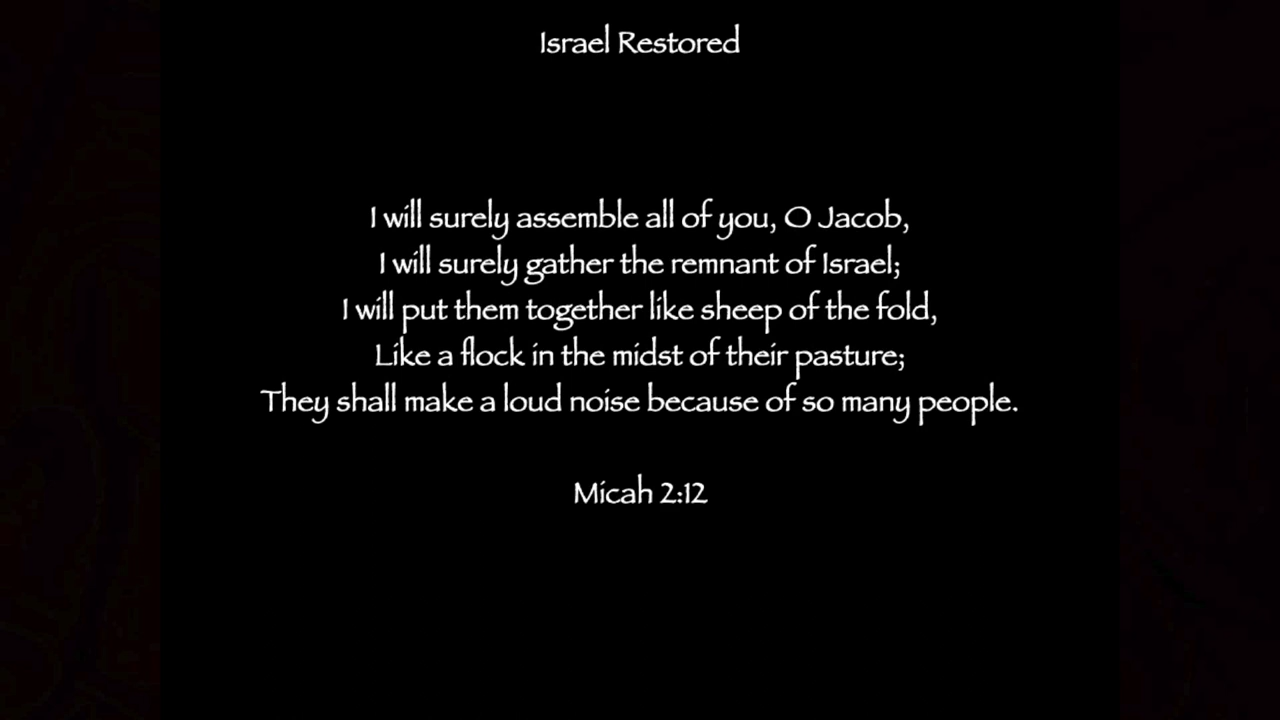 Israel Restored
I will surely assemble all of you, O Jacob,
I will surely gather the remnant of Israel;
I will put them together like sheep of the fold,
Like a flock in the midst of their pasture;
They shall make a loud noise because of so many people.
Micah 2:12